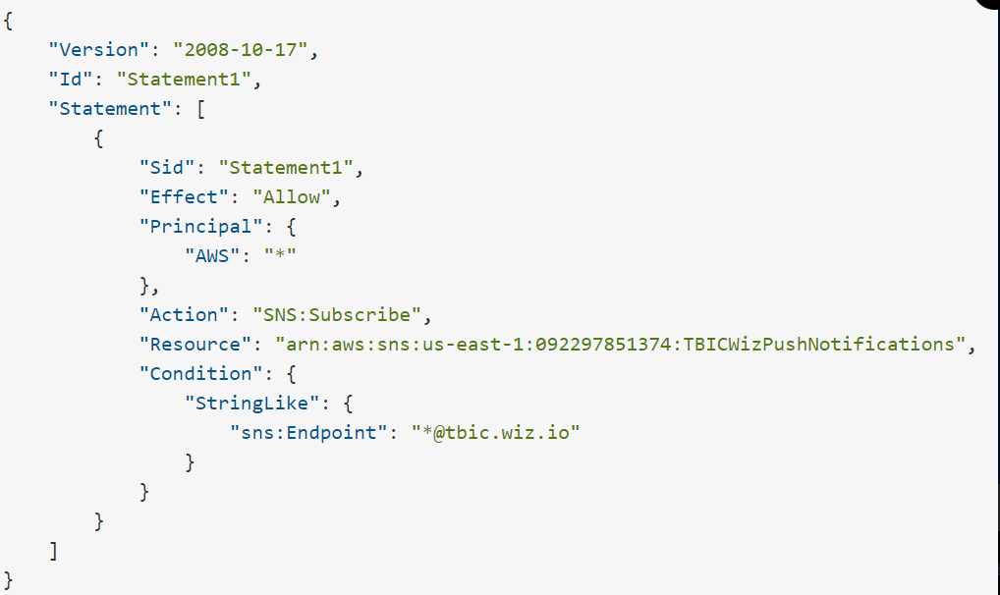 {
    "Version": "2008-10-17",
    "Id": "Statement1",
    "Statement": [
        {
            "Sid": "Statement1",
            "Effect": "Allow",
            "Principal": {
                "AWS": "*"
            },
            "Action": "SNS:Subscribe",
            "Resource": "arn:aws:sns:us-east-1:092297851374:TBICWizPushNotifications",
            "Condition": {
                "StringLike": {
                    "sns:Endpoint": "*@tbic.wiz.io"
                }
            }
        }
    ]
}